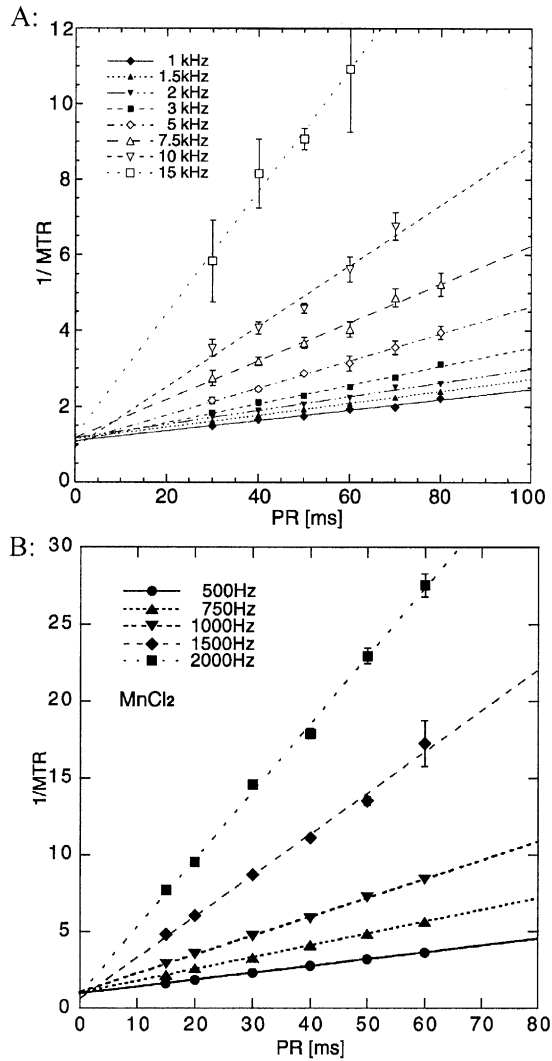 A:
12
10
8
6
4
2
0
1/ MTR
1 kHz
1.5kHz
2 kHz
3 kHz
5 kHz
7.5kHz
10 kHz
15 kHz
0 20 40 60 80 100
PR [ms]
B:
30
25
20
15
10
5
0
1/MTR
500Hz
750Hz
1000Hz
1500Hz
2000Hz
MnCl₂
0 10 20 30 40 50 60 70 80
PR [ms]